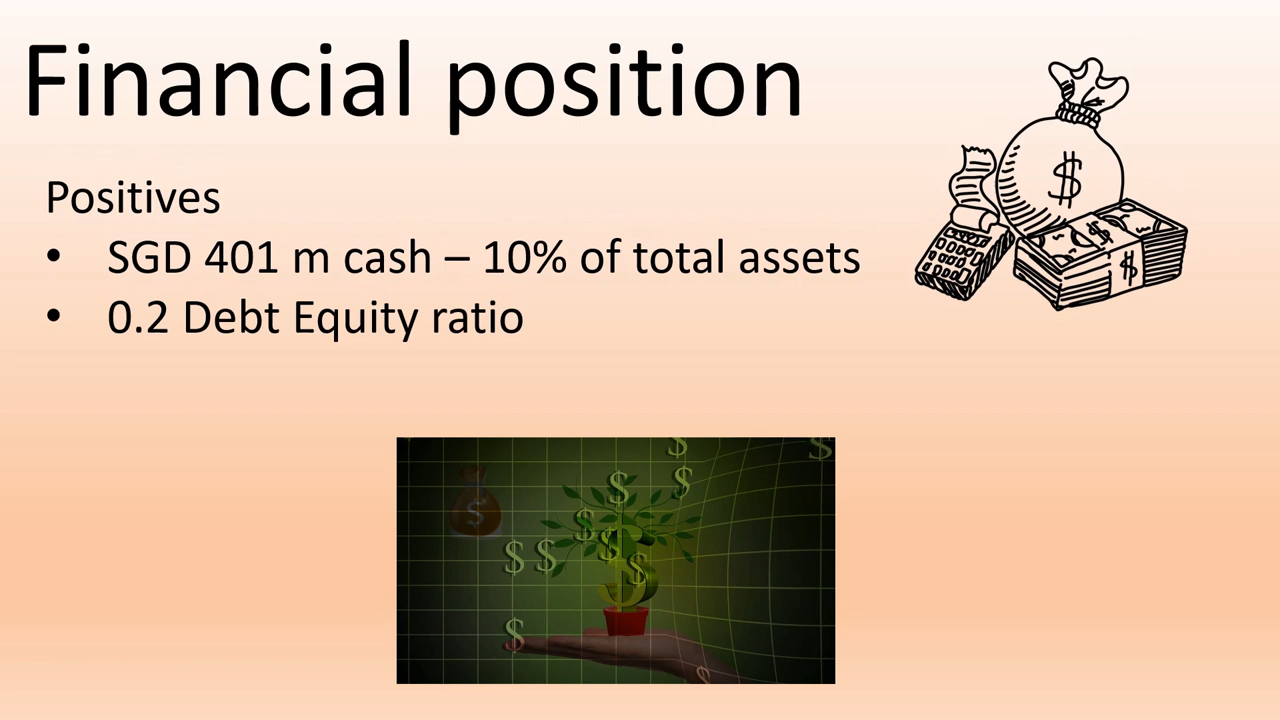 Financial position
Positives
• SGD 401 m cash – 10% of total assets
• 0.2 Debt Equity ratio